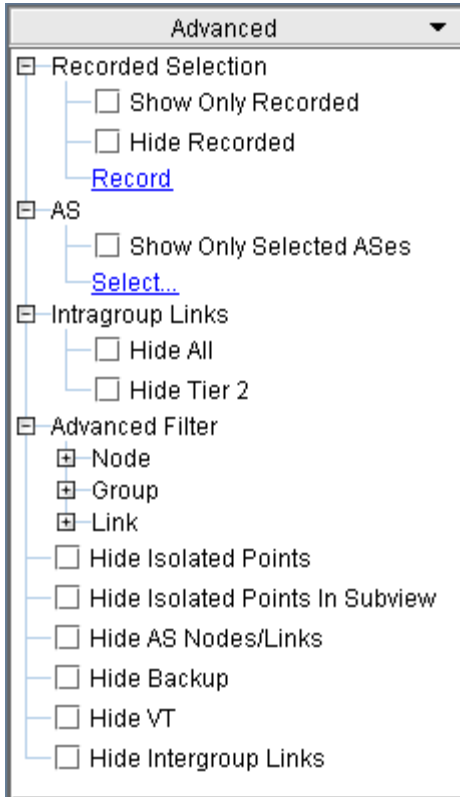 Advanced
Recorded Selection
Show Only Recorded
Hide Recorded
Record
AS
Show Only Selected ASes
Select...
Intragroup Links
Hide All
Hide Tier 2
Advanced Filter
Node
Group
Link
Hide Isolated Points
Hide Isolated Points In Subview
Hide AS Nodes/Links
Hide Backup
Hide VT
Hide Intergroup Links